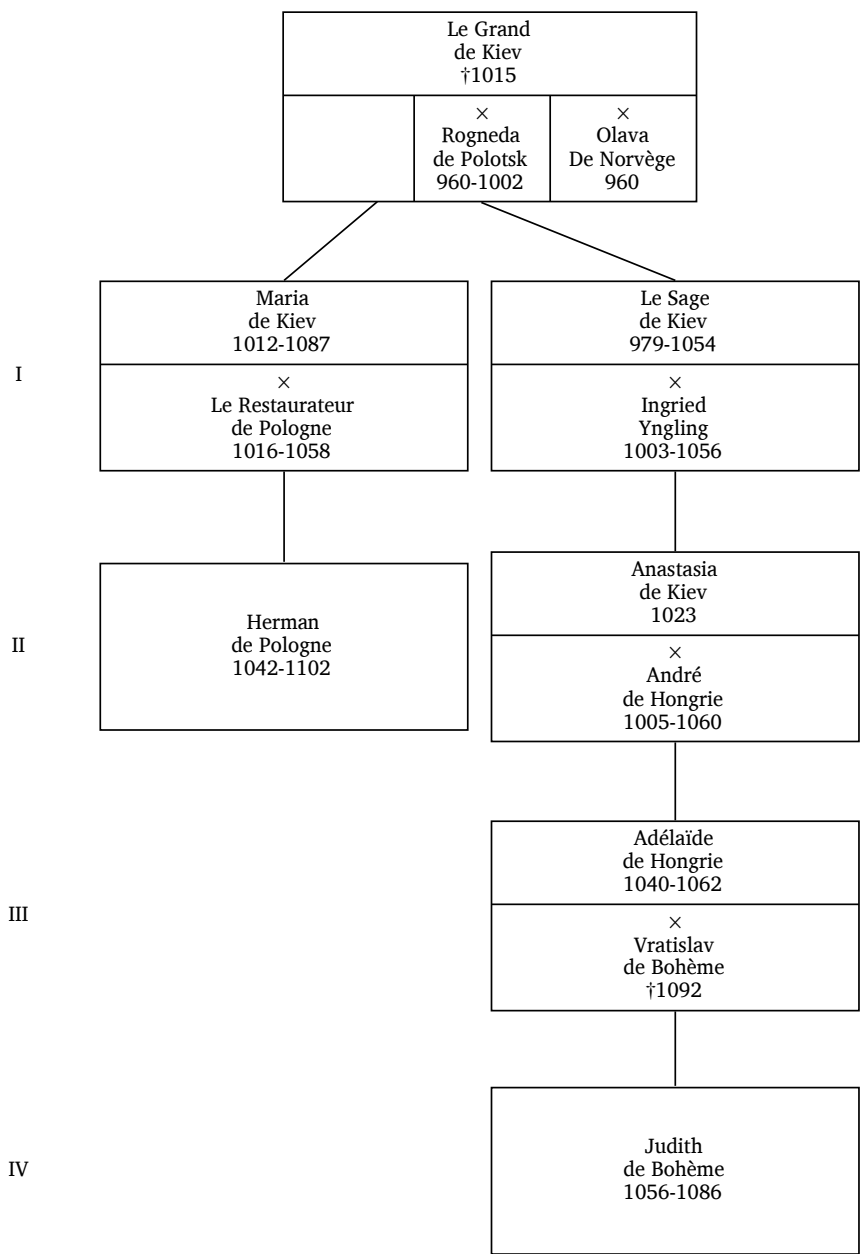 Le Grand
de Kiev
†1015
×
Rogneda
de Polotsk
960-1002
×
Olava
De Norvège
960
I
Maria
de Kiev
1012-1087
×
Le Restaurateur
de Pologne
1016-1058
Le Sage
de Kiev
979-1054
×
Ingried
Yngling
1003-1056
II
Herman
de Pologne
1042-1102
Anastasia
de Kiev
1023
×
André
de Hongrie
1005-1060
III
Adélaïde
de Hongrie
1040-1062
×
Vratislav
de Bohème
†1092
IV
Judith
de Bohème
1056-1086